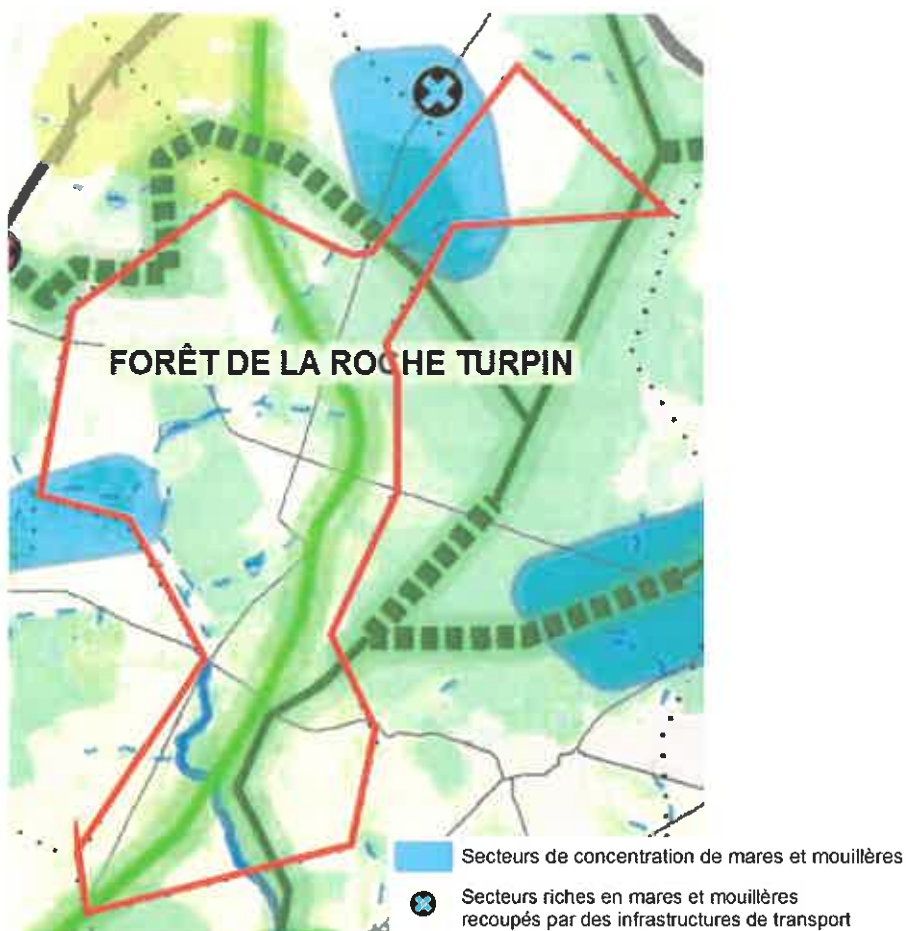 FORÊT DE LA ROCHE TURPIN
Secteurs de concentration de mares et mouillères
Secteurs riches en mares et mouillères
recoupés par des infrastructures de transport